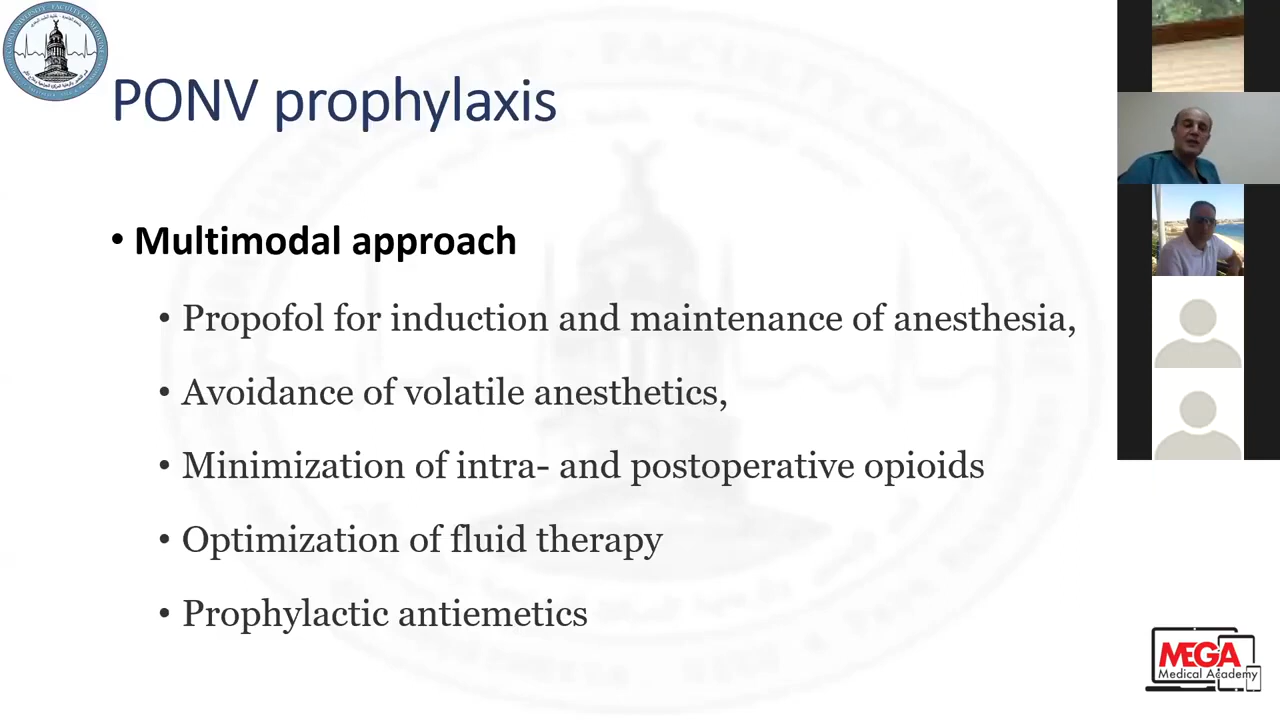 PONV prophylaxis
• Multimodal approach
• Propofol for induction and maintenance of anesthesia,
• Avoidance of volatile anesthetics,
• Minimization of intra- and postoperative opioids
• Optimization of fluid therapy
• Prophylactic antiemetics
MEGA
Medical Academy